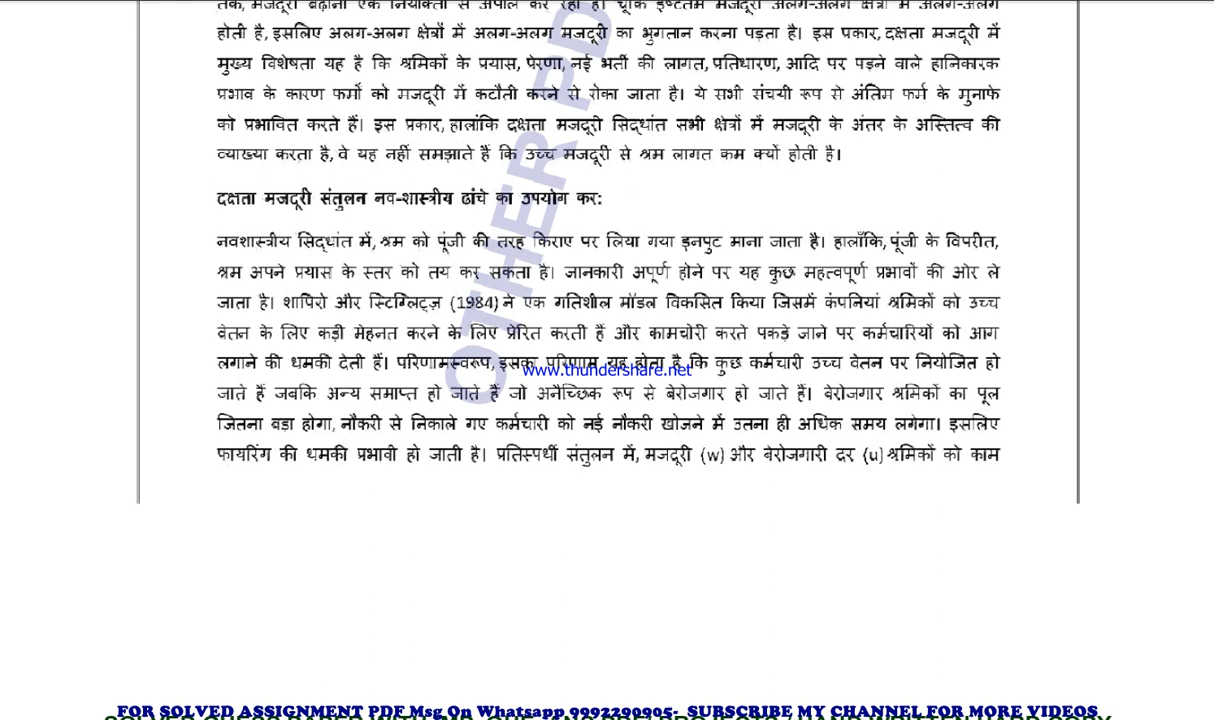 तक, मजदूरी बढ़ाना एक नियोक्ता से अपील कर रहा है। चूंकि इष्टतम मजदूरी अलग-अलग क्षेत्रों में अलग-अलग
होती है, इसलिए अलग-अलग क्षेत्रों में अलग-अलग मजदूरी का भुगतान करना पड़ता है। इस प्रकार, दक्षता मजदूरी में
मुख्य विशेषता यह है कि श्रमिकों के प्रयास, प्रेरणा, नई भर्ती की लागत, प्रतिधारण, आदि पर पड़ने वाले हानिकारक
प्रभाव के कारण फर्मों को मजदूरी में कटौती करने से रोका जाता है। ये सभी संचयी रूप से अंतिम फर्म के मुनाफे
को प्रभावित करते हैं। इस प्रकार, हालांकि दक्षता मजदूरी सिद्धांत सभी क्षेत्रों में मजदूरी के अंतर के अस्तित्व की
व्याख्या करता है, वे यह नहीं समझाते हैं कि उच्च मजदूरी से श्रम लागत कम क्यों होती है।
दक्षता मजदूरी संतुलन नव-शास्त्रीय ढांचे का उपयोग कर:
नवशास्त्रीय सिद्धांत में, श्रम को पूंजी की तरह किराए पर लिया गया इनपुट माना जाता है। हालाँकि, पूंजी के विपरीत,
श्रम अपने प्रयास के स्तर को तय कर सकता है। जानकारी अपूर्ण होने पर यह कुछ महत्वपूर्ण प्रभावों की ओर ले
जाता है। शापिरो और स्टिग्लिट्ज़ (1984) ने एक गतिशील मॉडल विकसित किया जिसमें कंपनियां श्रमिकों को उच्च
वेतन के लिए कड़ी मेहनत करने के लिए प्रेरित करती हैं और कामचोरी करते पकड़े जाने पर कर्मचारियों को आग
लगाने की धमकी देती हैं। परिणामस्वरूप, इसका परिणाम यह होता है कि कुछ कर्मचारी उच्च वेतन पर नियोजित हो
www.thundershare.net
जाते हैं जबकि अन्य समाप्त हो जाते हैं जो अनैच्छिक रूप से बेरोजगार हो जाते हैं। बेरोजगार श्रमिकों का पूल
जितना बड़ा होगा, नौकरी से निकाले गए कर्मचारी को नई नौकरी खोजने में उतना ही अधिक समय लगेगा। इसलिए
फायरिंग की धमकी प्रभावी हो जाती है। प्रतिस्पर्धी संतुलन में, मजदूरी (w) और बेरोजगारी दर (u) श्रमिकों को काम
OTHER PD
FOR SOLVED ASSIGNMENT PDF Msg On Whatsapp 9992290905- SUBSCRIBE MY CHANNEL FOR MORE VIDEOS